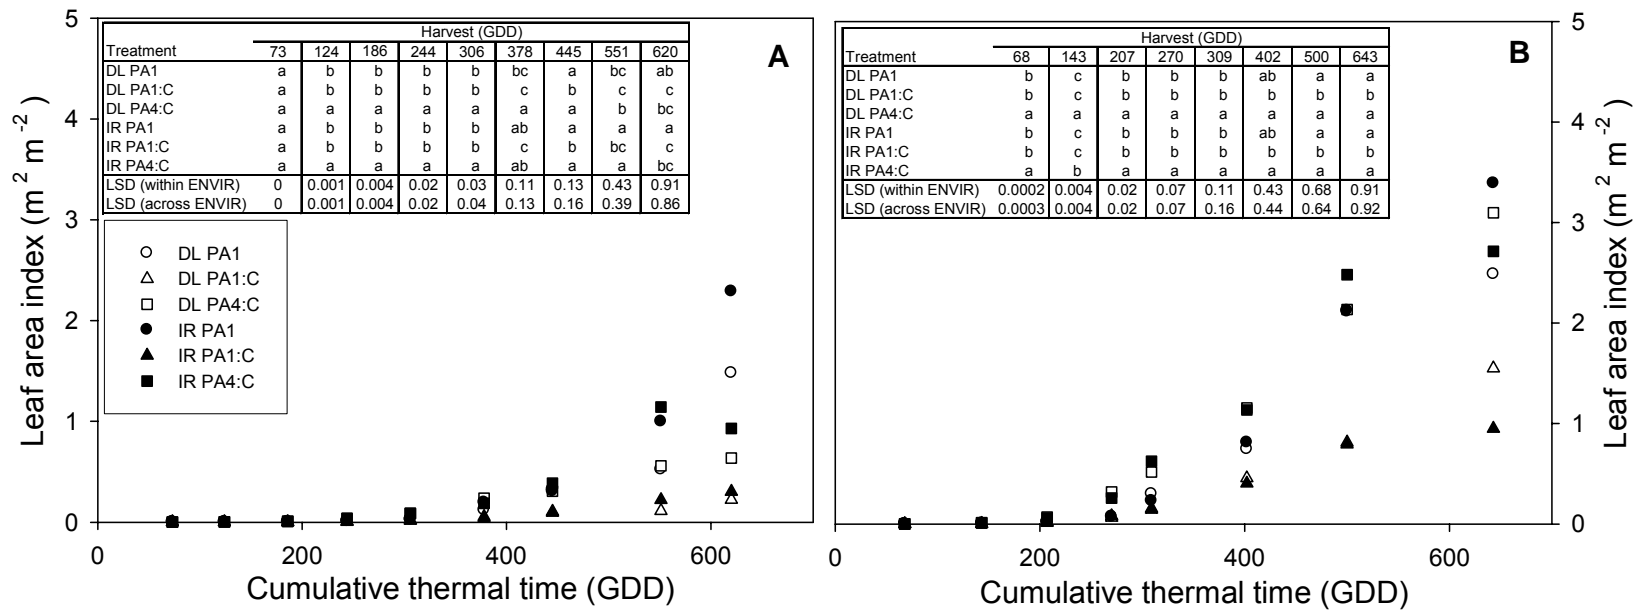 A
Harvest (GDD)
Treatment 73 124 186 244 306 378 445 551 620
DL PA1 a b b b b bc a bc ab
DL PA1:C a b b b b c b c c
DL PA4:C a a a a a a a b bc
IR PA1 a b b b b ab a a a
IR PA1:C a b b b b c b bc c
IR PA4:C a a a a a ab a a bc
LSD (within ENVIR) 0 0.001 0.004 0.02 0.03 0.11 0.13 0.43 0.91
LSD (across ENVIR) 0 0.001 0.004 0.02 0.04 0.13 0.16 0.39 0.86
DL PA1
DL PA1:C
DL PA4:C
IR PA1
IR PA1:C
IR PA4:C
Leaf area index (m 2 m -2)
5
4
3
2
1
0
0 200 400 600
Cumulative thermal time (GDD)
B
Harvest (GDD)
Treatment 68 143 207 270 309 402 500 643
DL PA1 b c b b b ab a a
DL PA1:C b c b b b b b b
DL PA4:C a a a a a a a a
IR PA1 b c b b b ab a a
IR PA1:C b c b b b b b b
IR PA4:C a b a a a a a a
LSD (within ENVIR) 0.0002 0.004 0.02 0.07 0.11 0.43 0.68 0.91
LSD (across ENVIR) 0.0003 0.004 0.02 0.07 0.16 0.44 0.64 0.92
5
4
3
2
1
0
Leaf area index (m 2 m -2)
0 200 400 600
Cumulative thermal time (GDD)